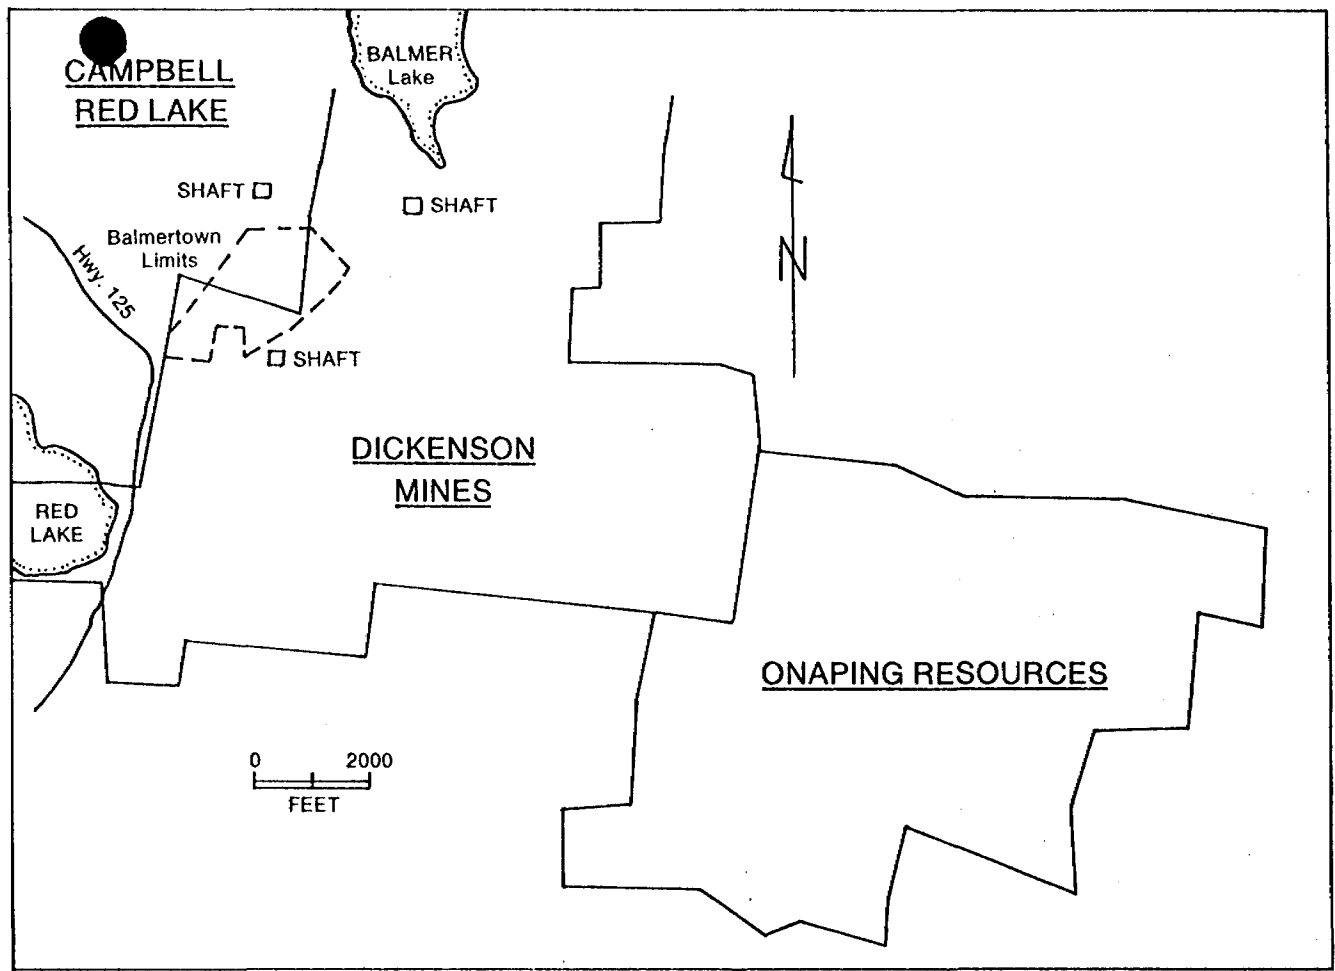 CAMPBELL
RED LAKE
BALMER
Lake
SHAFT
SHAFT
Balmertown
Limits
Hwy. 125
SHAFT
N
DICKENSON
MINES
RED
LAKE
ONAPING RESOURCES
0 2000
FEET